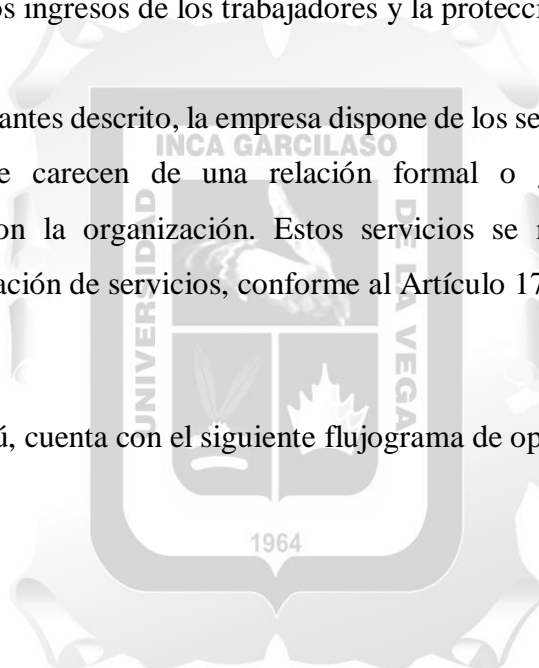 os ingresos de los trabajadores y la protecci
antes descrito, la empresa dispone de los se
INCA GARCILASO
e carecen de una relación formal o
on la organización. Estos servicios se
ación de servicios, conforme al Artículo 17
UNIVERSIDAD
DE LA VEGA
ú, cuenta con el siguiente flujograma de op
1964